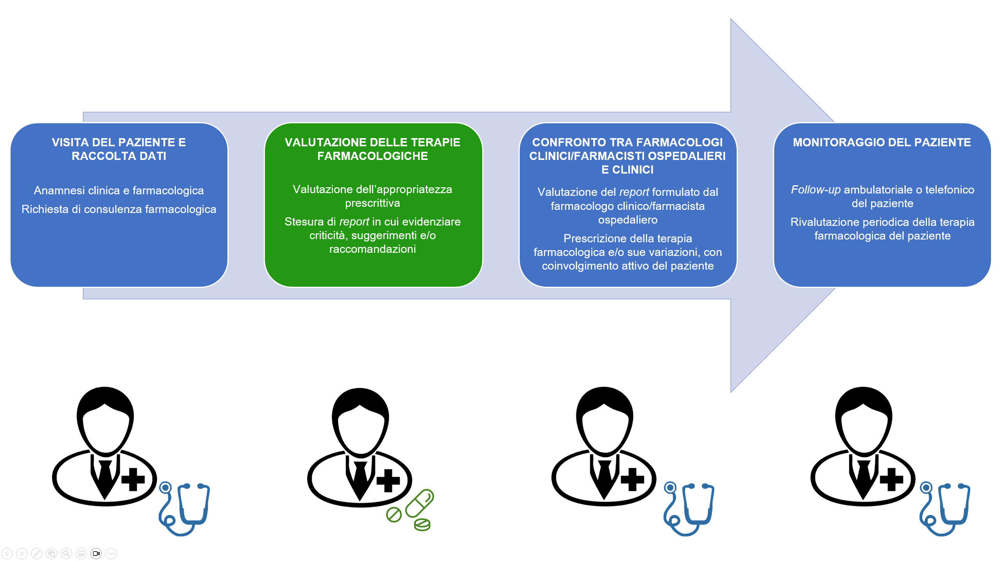 VISITA DEL PAZIENTE E
RACCOLTA DATI
Anamnesi clinica e farmacologica
Richiesta di consulenza farmacologica
VALUTAZIONE DELLE TERAPIE
FARMACOLOGICHE
Valutazione dell’appropriatezza
prescrittiva
Stesura di report in cui evidenziare
criticità, suggerimenti e/o
raccomandazioni
CONFRONTO TRA FARMACOLOGI
CLINICI/FARMACISTI OSPEDALIERI
E CLINICI
Valutazione del report formulato dal
farmacologo clinico/farmacista
ospedaliero
Prescrizione della terapia
farmacologica e/o sue variazioni, con
coinvolgimento attivo del paziente
MONITORAGGIO DEL PAZIENTE
Follow-up ambulatoriale o telefonico
del paziente
Rivalutazione periodica della terapia
farmacologica del paziente